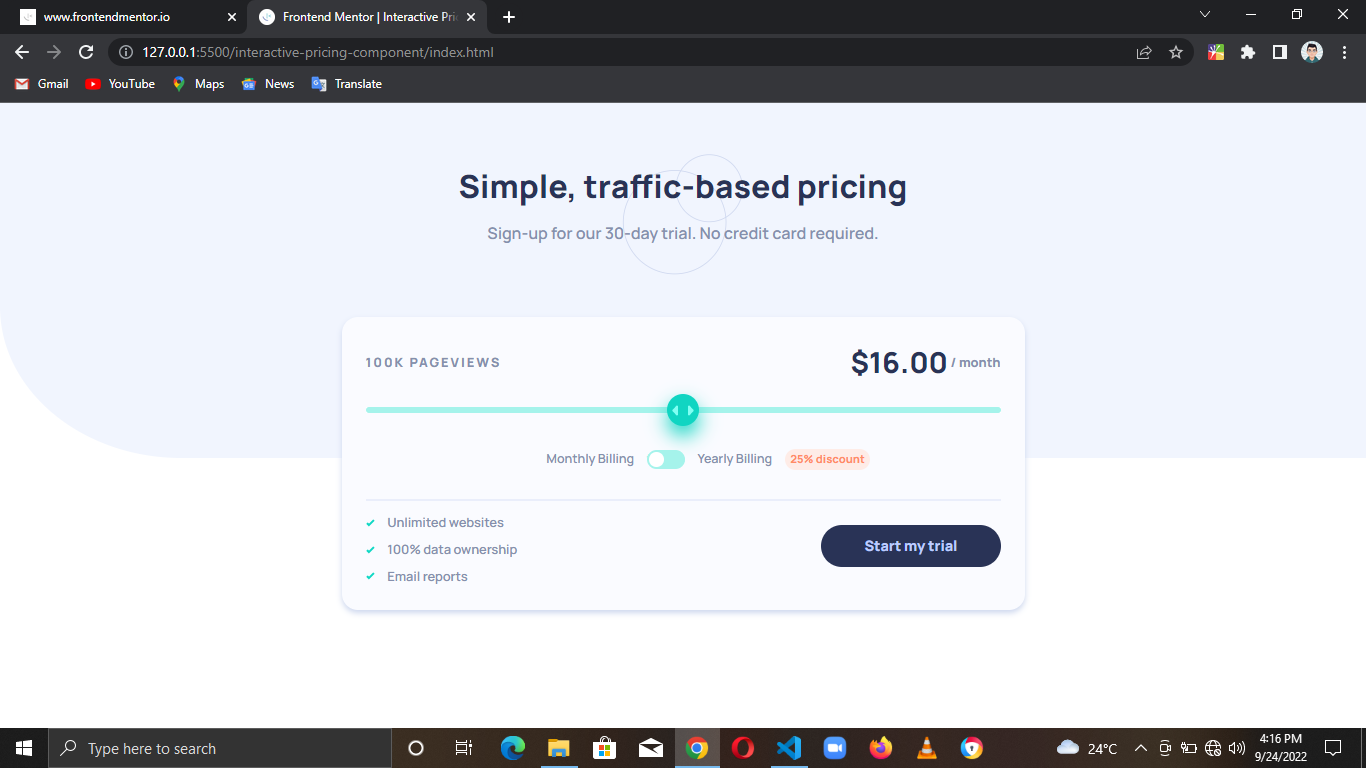 www.frontendmentor.io
Frontend Mentor | Interactive Pri
127.0.0.1:5500/interactive-pricing-component/index.html
Gmail YouTube Maps News Translate
Simple, traffic-based pricing
Sign-up for our 30-day trial. No credit card required.
100K PAGEVIEWS $16.00 / month
Monthly Billing Yearly Billing 25% discount
Unlimited websites
100% data ownership
Email reports
Start my trial
Type here to search
24°C
4:16 PM
9/24/2022